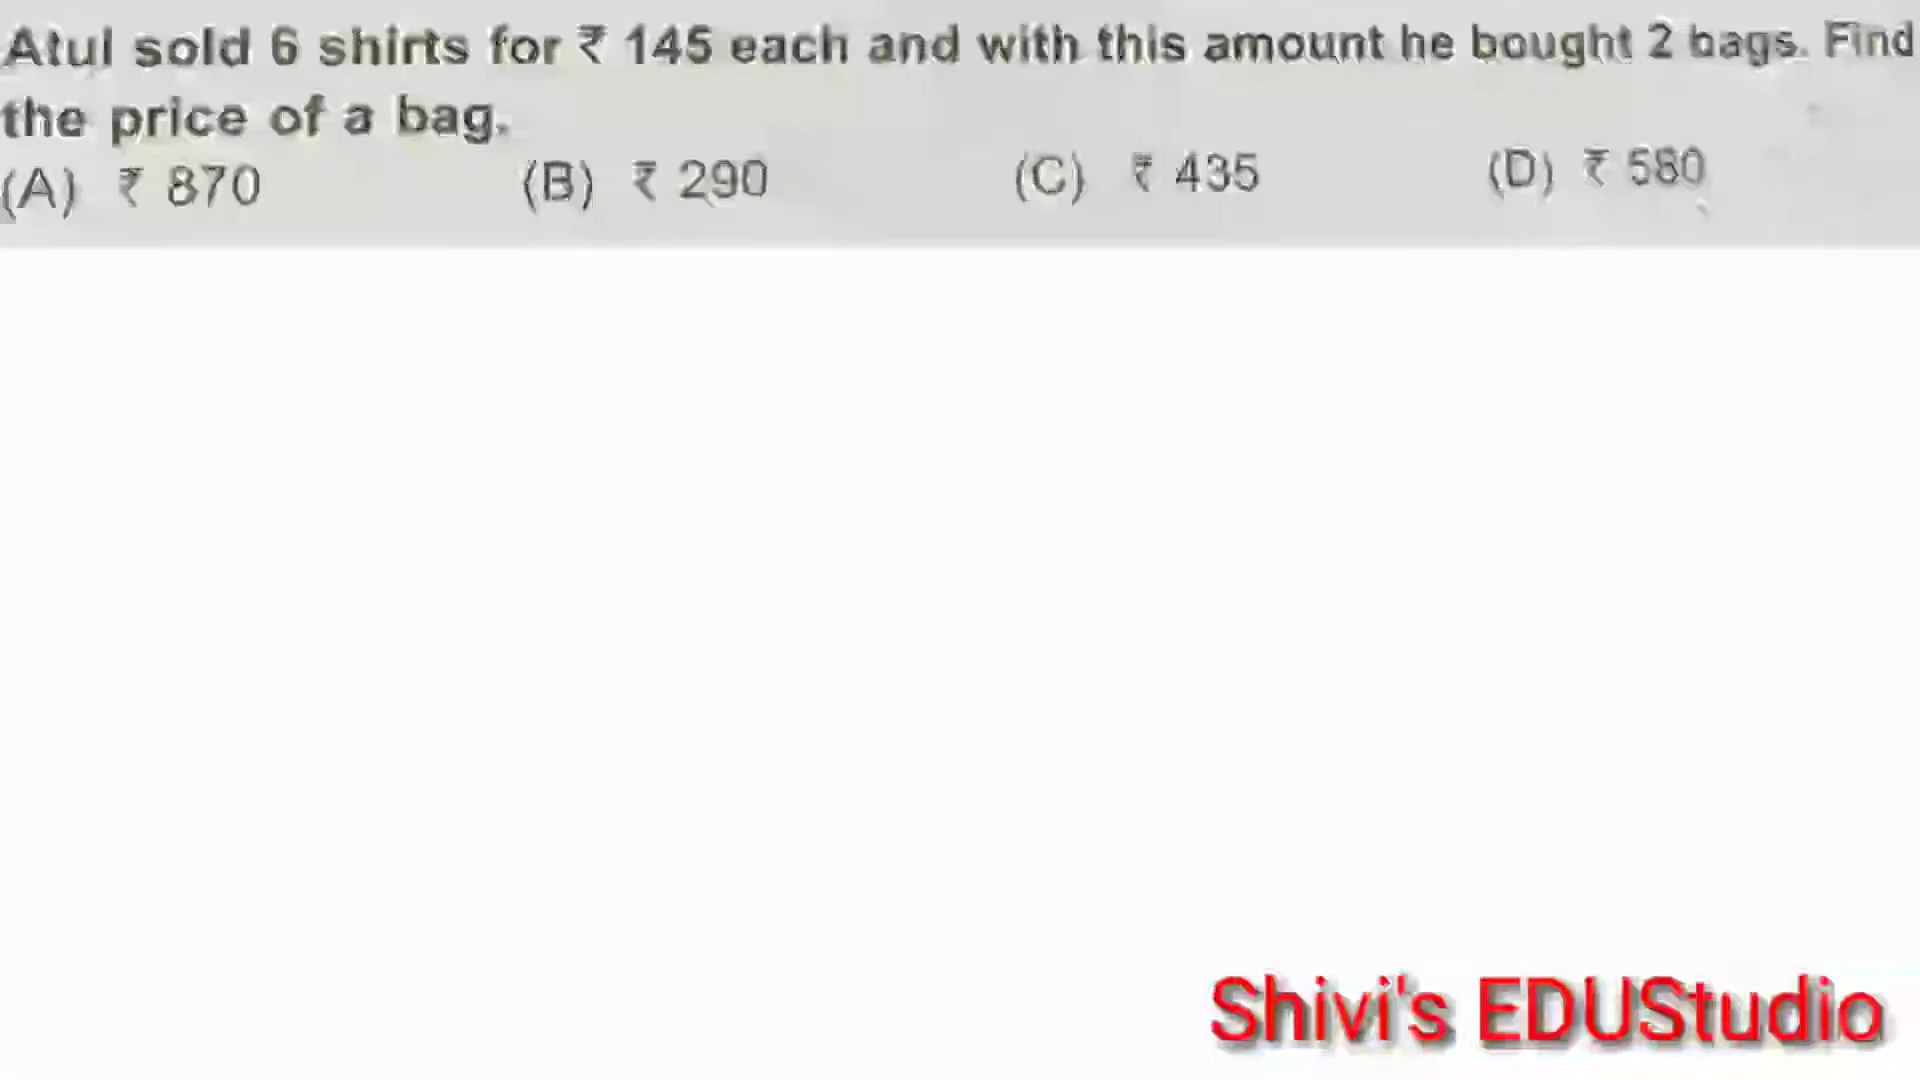 Atul sold 6 shirts for ₹ 145 each and with this amount he bought 2 bags. Find
the price of a bag.
(A) ₹ 870 (B) ₹ 290 (C) ₹ 435 (D) ₹ 580
Shivi's EDUStudio